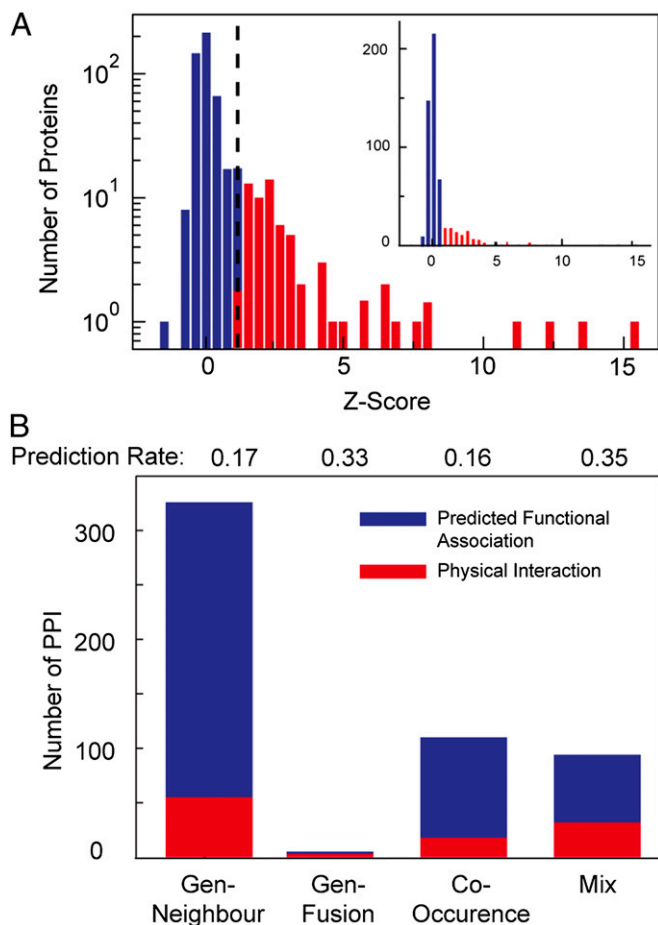 A
Number of Proteins
10²
10¹
10⁰
0
5
10
15
Z-Score
200
100
0
0
5
10
15
B
Prediction Rate: 0.17 0.33 0.16 0.35
Number of PPI
300
200
100
0
Predicted Functional
Association
Physical Interaction
Gen-
Neighbour
Gen-
Fusion
Co-
Occurence
Mix